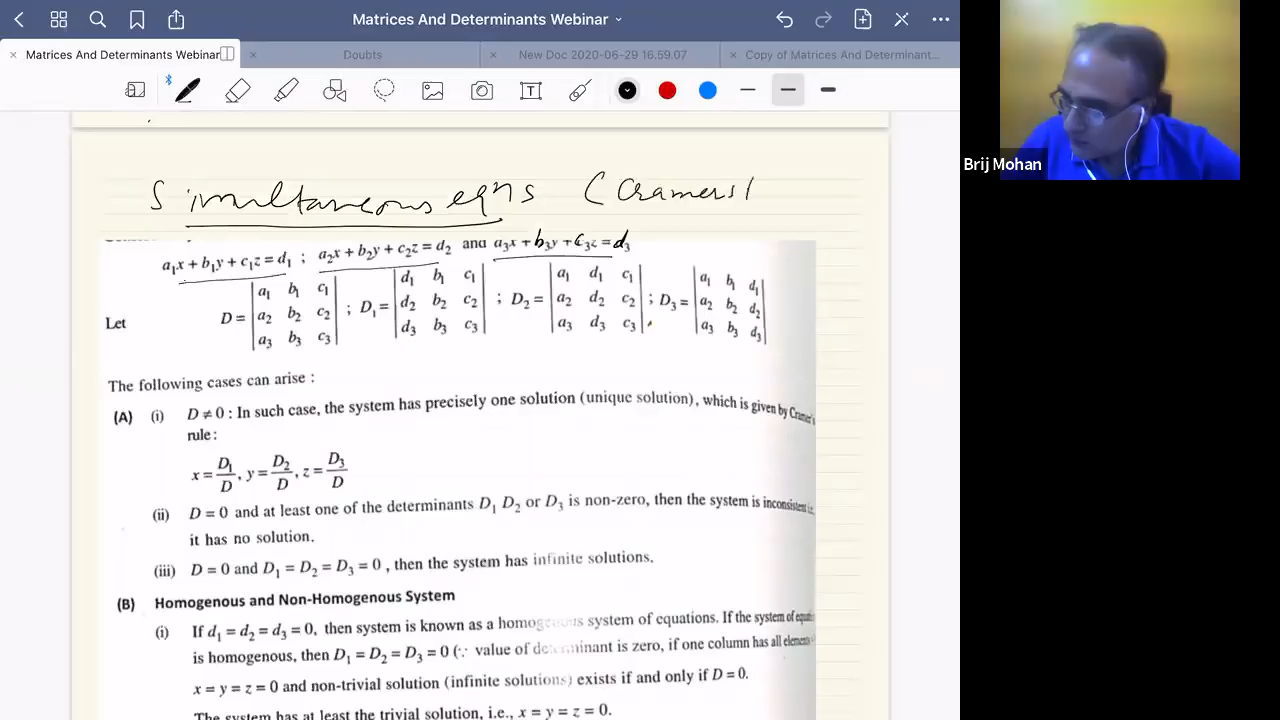 Matrices And Determinants Webinar
Matrices And Determinants Webinar
Doubts
New Doc 2020-06-29 16.59.07
Copy of Matrices And Determinant...
T
Brij Mohan
Simultaneous eqns (Cramers)
a₁x + b₁y + c₁z = d₁ ; a₂x + b₂y + c₂z = d₂ and a₃x + b₃y + c₃z = d₃
Let D = | a₁ b₁ c₁ | ; D₁ = | d₁ b₁ c₁ | ; D₂ = | a₁ d₁ c₁ | ; D₃ = | a₁ b₁ d₁ |
| a₂ b₂ c₂ | | d₂ b₂ c₂ | | a₂ d₂ c₂ | | a₂ b₂ d₂ |
| a₃ b₃ c₃ | | d₃ b₃ c₃ | | a₃ d₃ c₃ | | a₃ b₃ d₃ |
The following cases can arise :
(A) (i) D ≠ 0 : In such case, the system has precisely one solution (unique solution), which is given by Cramer's
rule :
x = D₁/D, y = D₂/D, z = D₃/D
(ii) D = 0 and at least one of the determinants D₁ D₂ or D₃ is non-zero, then the system is inconsistent i.
it has no solution.
(iii) D = 0 and D₁ = D₂ = D₃ = 0 , then the system has infinite solutions.
(B) Homogenous and Non-Homogenous System
(i) If d₁ = d₂ = d₃ = 0, then system is known as a homogenous system of equations. If the system of equ
is homogenous, then D₁ = D₂ = D₃ = 0 (∵ value of determinant is zero, if one column has all elements
x = y = z = 0 and non-trivial solution (infinite solutions) exists if and only if D = 0.
The system has at least the trivial solution, i.e., x = y = z = 0.